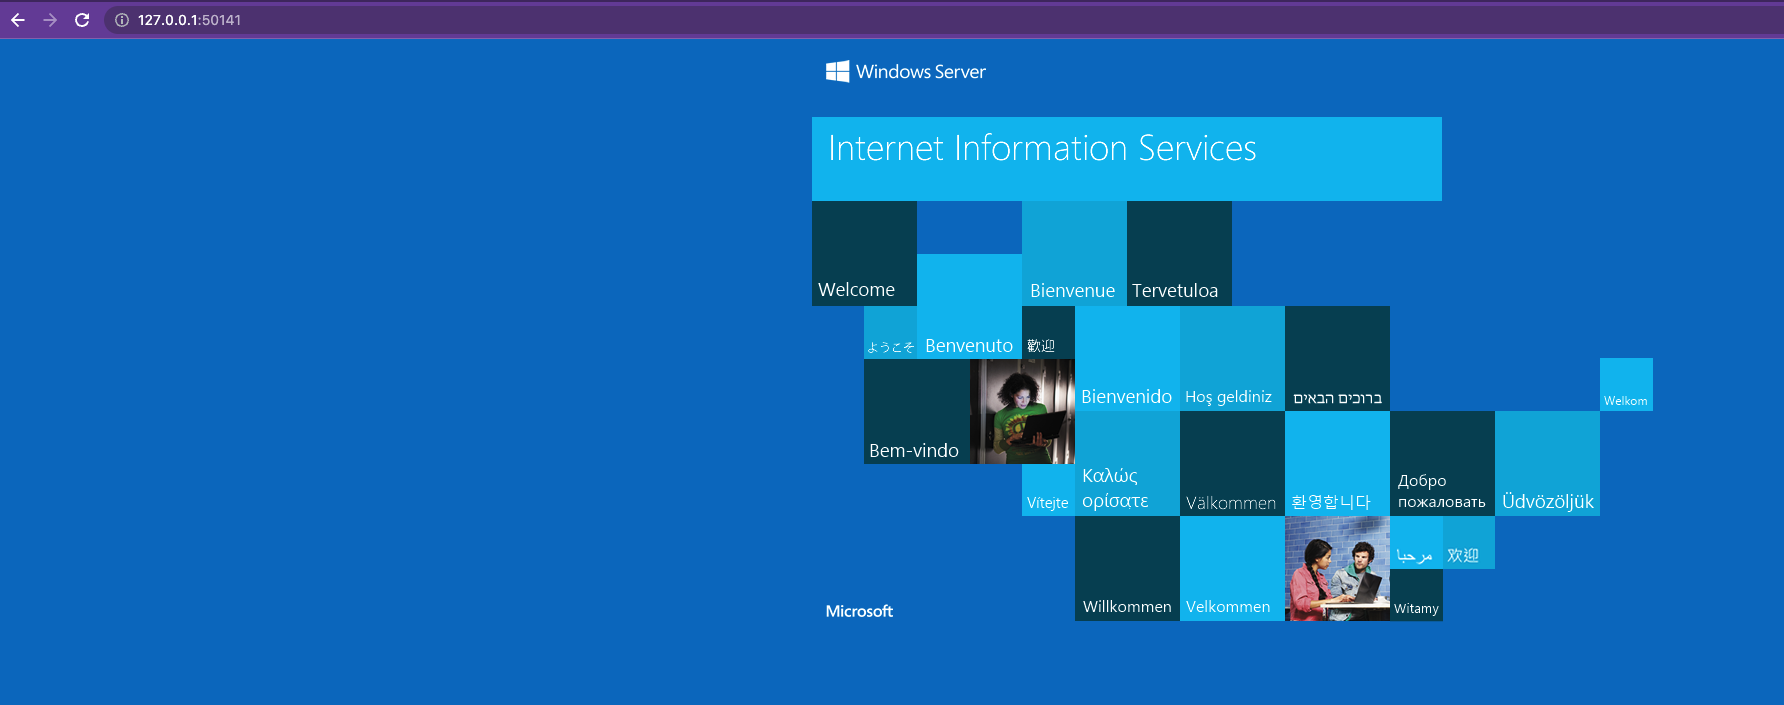 127.0.0.1:50141
Windows Server
Internet Information Services
Welcome
Bienvenue
Tervetuloa
ようこそ
Benvenuto
歡迎
Bienvenido
Hoş geldiniz
ברוכים הבאים
Welkom
Bem-vindo
Vítejte
Καλώς
ορίσατε
Välkommen
환영합니다
Добро
пожаловать
Üdvözöljük
Microsoft
Willkommen
Velkommen
مرحبا
欢迎
Witamy